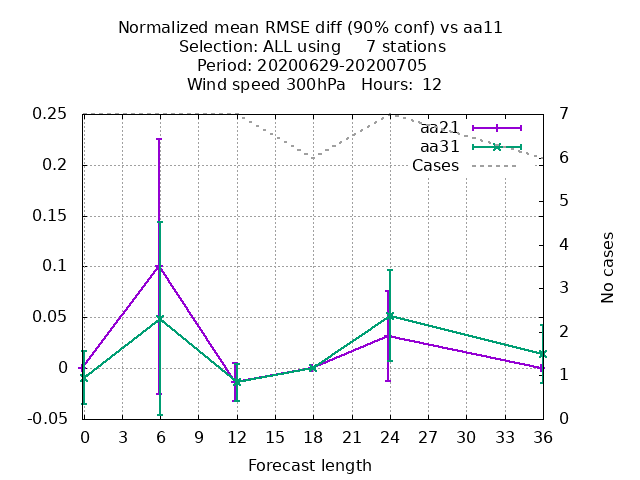 Normalized mean RMSE diff (90% conf) vs aa11
Selection: ALL using     7 stations
Period: 20200629-20200705
Wind speed 300hPa   Hours:  12
0.25
0.2
0.15
0.1
0.05
0
-0.05
7
6
5
4
3
2
1
0
aa21
aa31
Cases
No cases
0 3 6 9 12 15 18 21 24 27 30 33 36
Forecast length